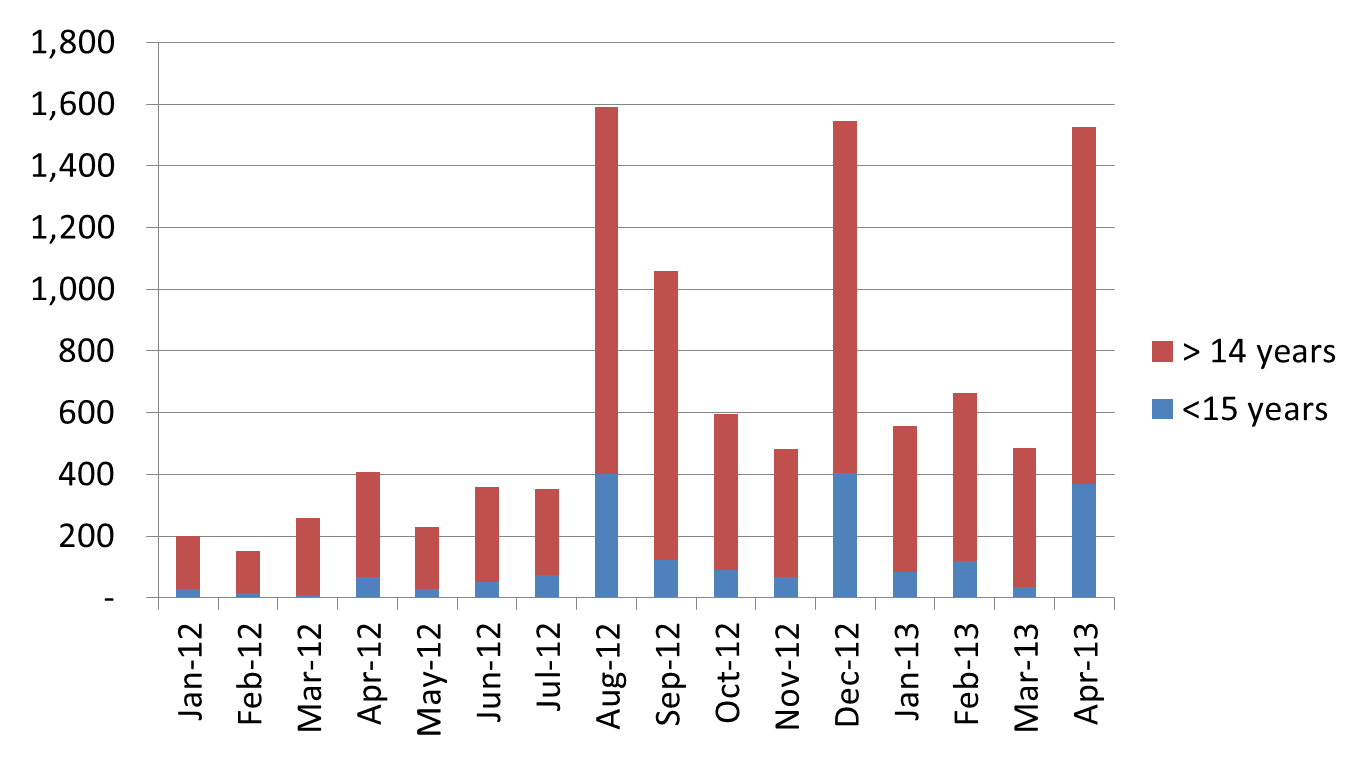 1,800
1,600
1,400
1,200
1,000
800
600
400
200
-
> 14 years
<15 years
Jan-12
Feb-12
Mar-12
Apr-12
May-12
Jun-12
Jul-12
Aug-12
Sep-12
Oct-12
Nov-12
Dec-12
Jan-13
Feb-13
Mar-13
Apr-13